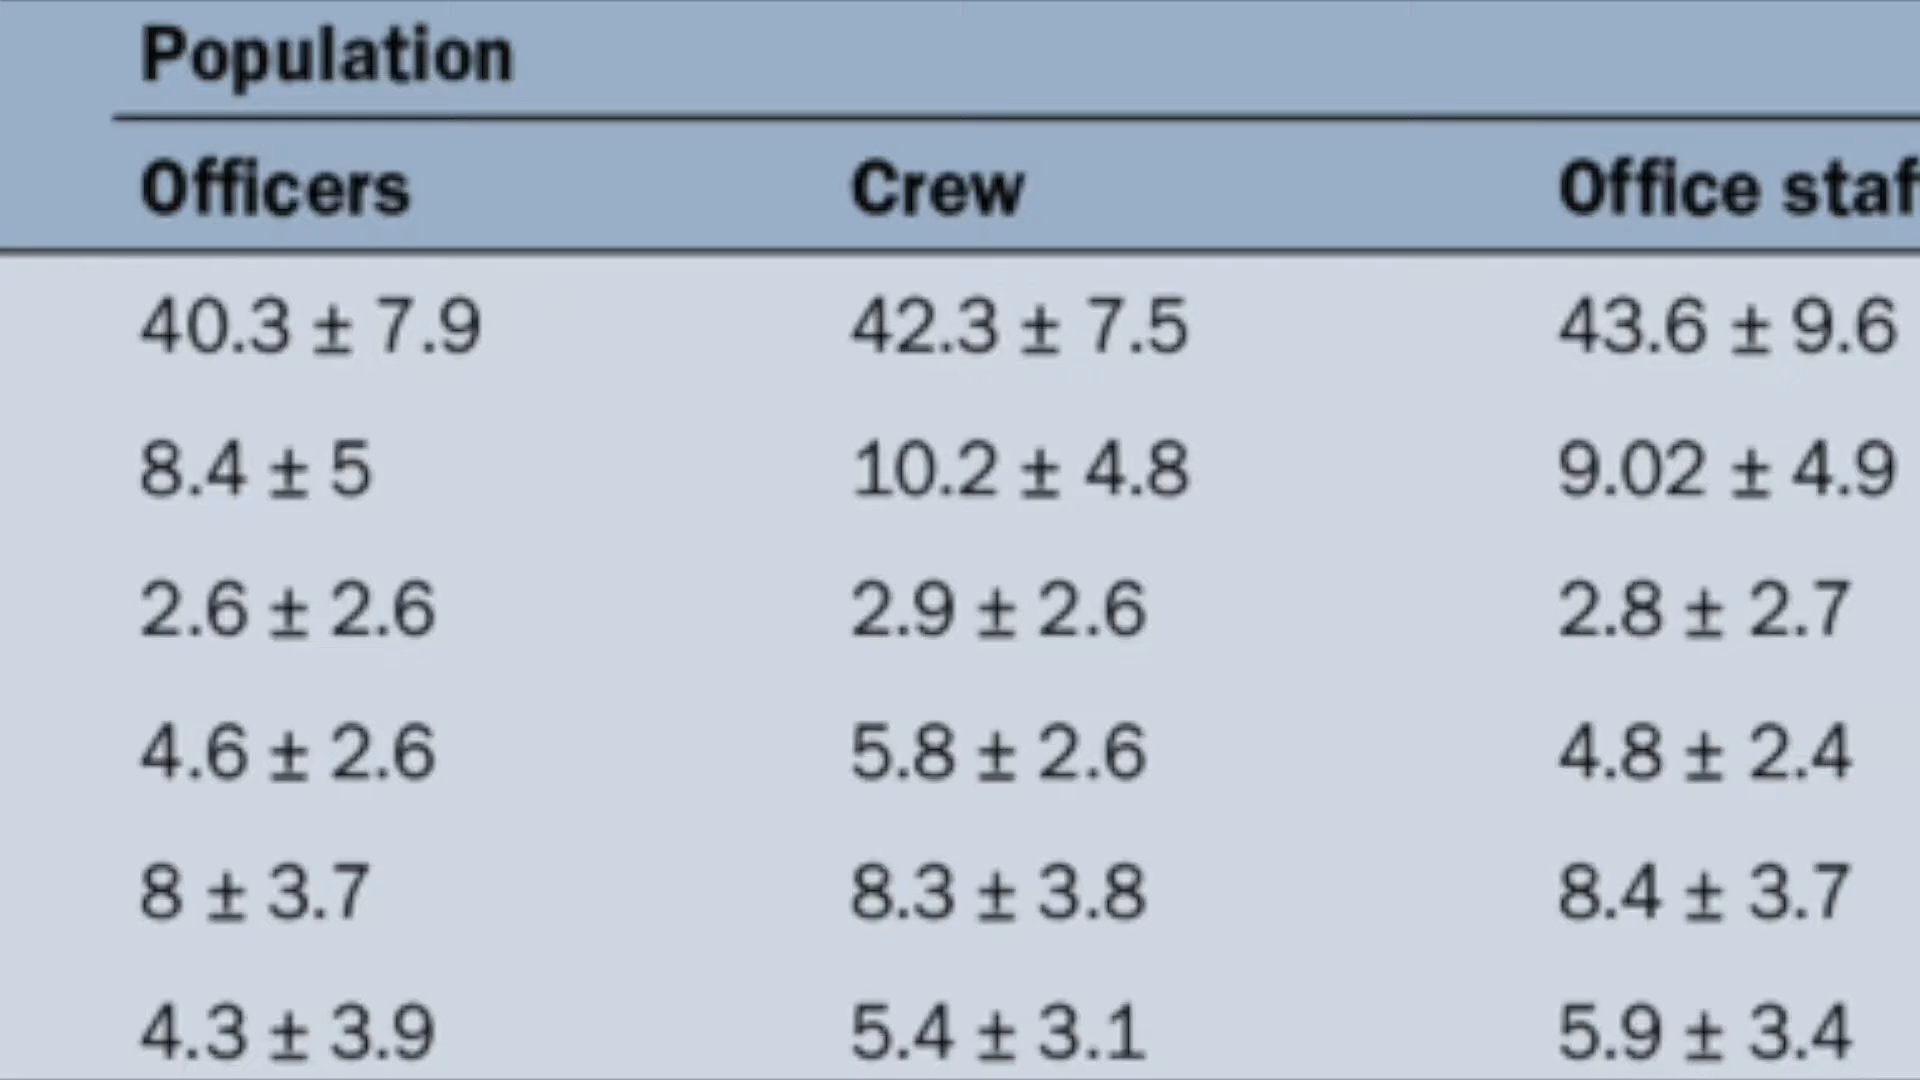 Population
Officers Crew Office staf
40.3 ± 7.9 42.3 ± 7.5 43.6 ± 9.6
8.4 ± 5 10.2 ± 4.8 9.02 ± 4.9
2.6 ± 2.6 2.9 ± 2.6 2.8 ± 2.7
4.6 ± 2.6 5.8 ± 2.6 4.8 ± 2.4
8 ± 3.7 8.3 ± 3.8 8.4 ± 3.7
4.3 ± 3.9 5.4 ± 3.1 5.9 ± 3.4